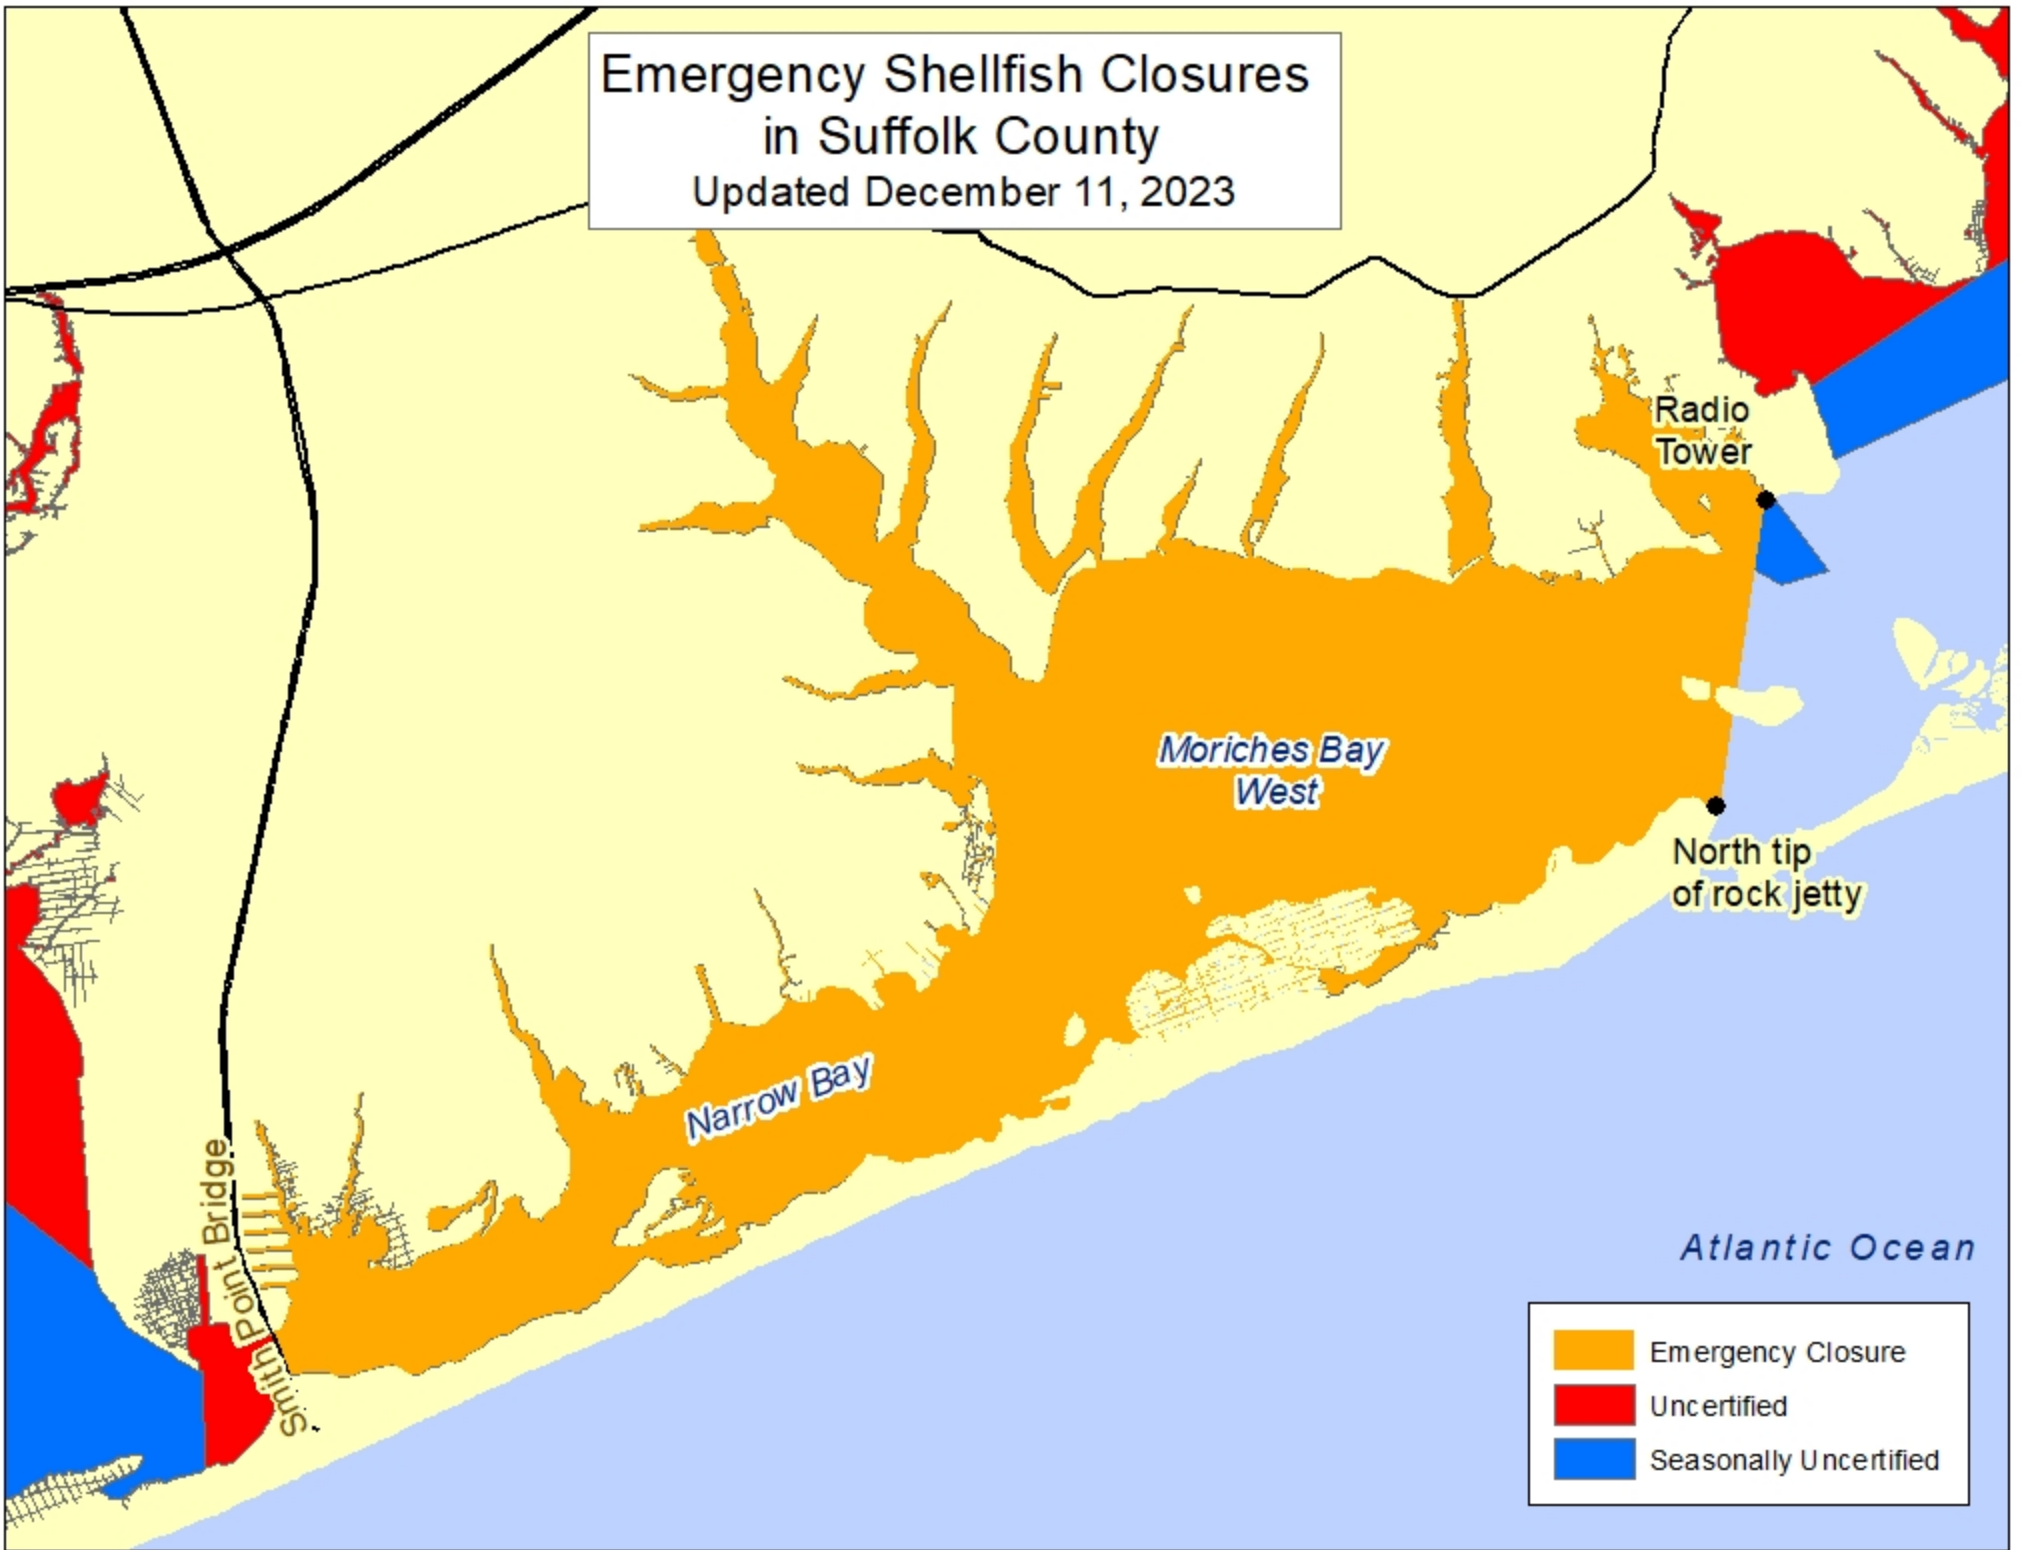 Emergency Shellfish Closures
in Suffolk County
Updated December 11, 2023
Radio
Tower
Moriches Bay
West
North tip
of rock jetty
Narrow Bay
Smith Point Bridge
Atlantic Ocean
Emergency Closure
Uncertified
Seasonally Uncertified